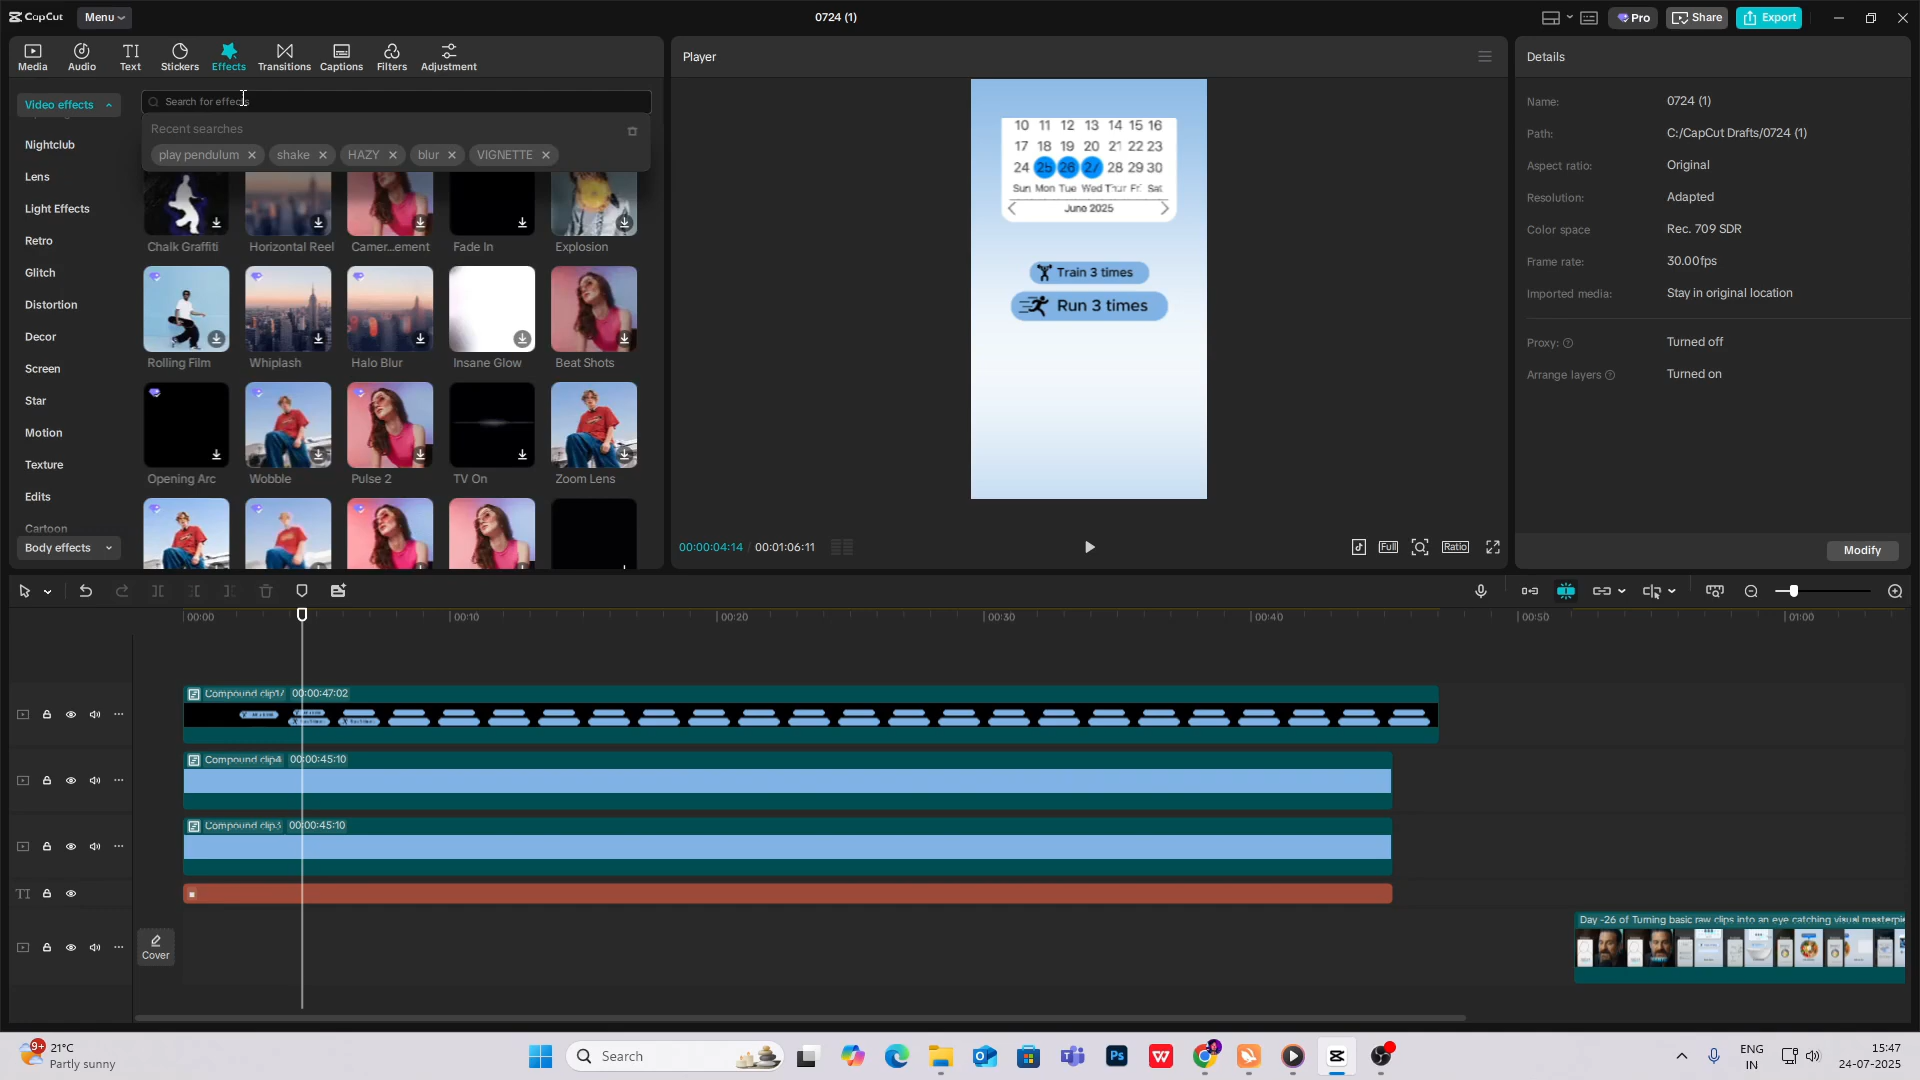 CapCut
Menu
0724 (1)
Pro
Share
Export
Media
Audio
Text
Stickers
Effects
Transitions
Captions
Filters
Adjustment
Player
Details
Video effects
Search for effects
Recent searches
play pendulum
shake
HAZY
blur
VIGNETTE
Nightclub
Lens
Light Effects
Retro
Glitch
Distortion
Decor
Screen
Star
Motion
Texture
Edits
Cartoon
Body effects
Chalk Graffiti
Horizontal Reel
Camer...ement
Fade In
Explosion
Rolling Film
Whiplash
Halo Blur
Insane Glow
Beat Shots
Opening Arc
Wobble
Pulse 2
TV On
Zoom Lens
10 11 12 13 14 15 16
17 18 19 20 21 22 23
24 25 26 27 28 29 30
Sun Mon Tue Wed Thur Fri Sat
June 2025
Train 3 times
Run 3 times
00:00:04:14 / 00:01:06:11
Full
Ratio
Name: 0724 (1)
Path: C:/CapCut Drafts/0724 (1)
Aspect ratio: Original
Resolution: Adapted
Color space Rec. 709 SDR
Frame rate: 30.00fps
Imported media: Stay in original location
Proxy: Turned off
Arrange layers Turned on
Modify
00:00
00:10
00:20
00:30
00:40
00:50
01:00
Compound clip17 00:00:47:02
Compound clip4 00:00:45:10
Compound clip3 00:00:45:10
TI
Cover
Day -26 of Turning basic raw clips into an eye catching visual masterpie
9+
21°C
Partly sunny
Search
Ps
W
ENG
IN
15:47
24-07-2025